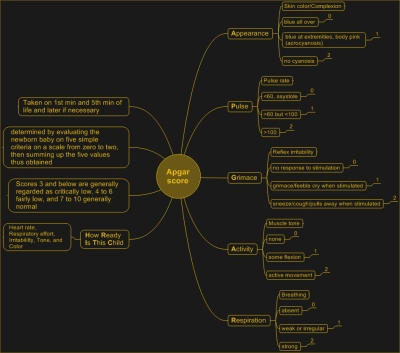 Apgar
score
Taken on 1st min and 5th min of
life and later if necessary
determined by evaluating the
newborn baby on five simple
criteria on a scale from zero to two,
then summing up the five values
thus obtained
Scores 3 and below are generally
regarded as critically low, 4 to 6
fairly low, and 7 to 10 generally
normal
How Ready
Is This Child
Heart rate,
Respiratory effort,
Irritability, Tone, and
Color
Appearance
Skin color/Complexion
blue all over 0
blue at extremities, body pink
(acrocyanosis) 1
no cyanosis 2
Pulse
Pulse rate
<60, asystole 0
>60 but <100 1
>100 2
Grimace
Reflex irritability
no response to stimulation 0
grimace/feeble cry when stimulated 1
sneeze/cough/pulls away when stimulated 2
Activity
Muscle tone
none 0
some flexion 1
active movement 2
Respiration
Breathing
absent 0
weak or irregular 1
strong 2